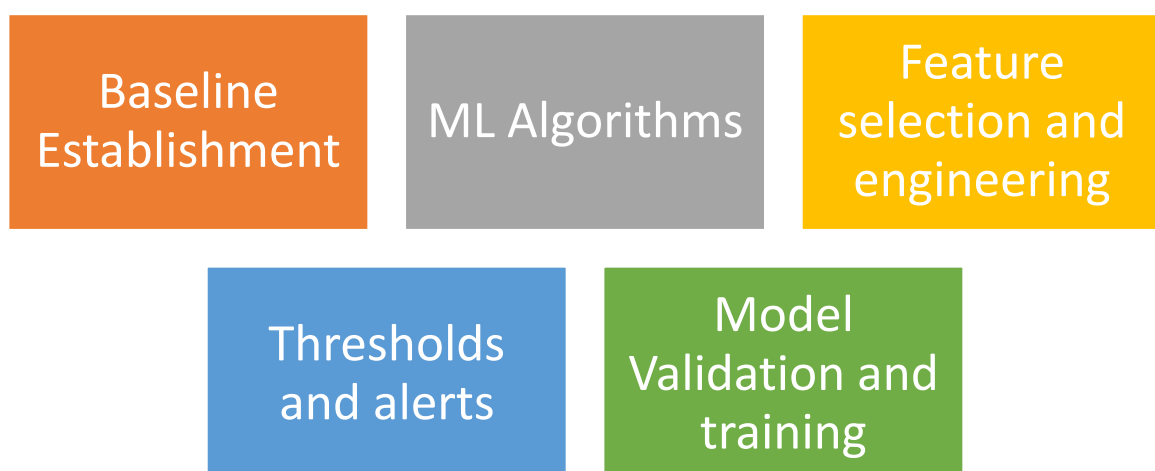 Baseline
Establishment
ML Algorithms
Feature
selection and
engineering
Thresholds
and alerts
Model
Validation and
training